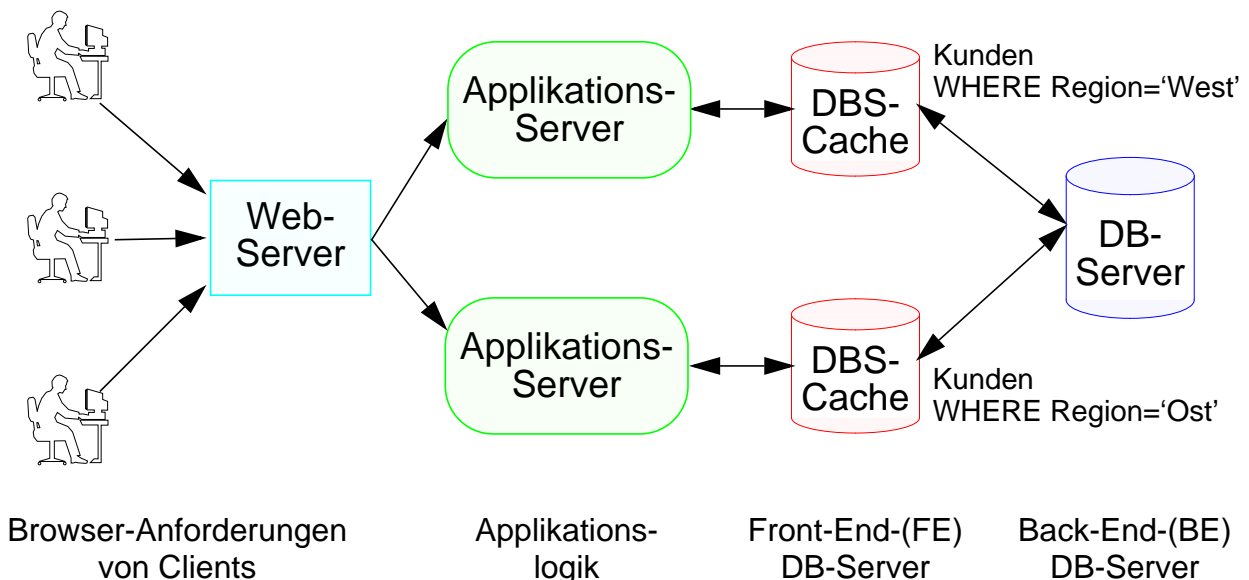 Kunden
WHERE Region=‘West’
Applikations-
Server
DBS-
Cache
Web-
Server
DB-
Server
Applikations-
Server
DBS-
Cache
Kunden
WHERE Region=‘Ost’
Browser-Anforderungen
von Clients
Applikations-
logik
Front-End-(FE)
DB-Server
Back-End-(BE)
DB-Server